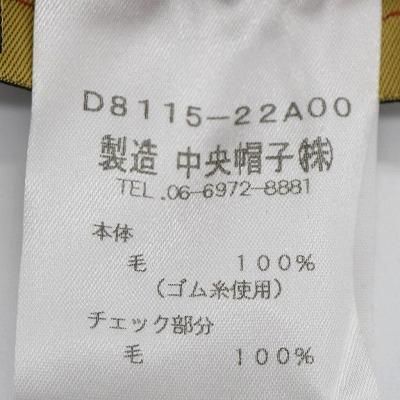 D8115-22A00
製造 中央帽子㈱
TEL.06-6972-8881
本体
毛 100%
(ゴム糸使用)
チェック部分
毛 100%